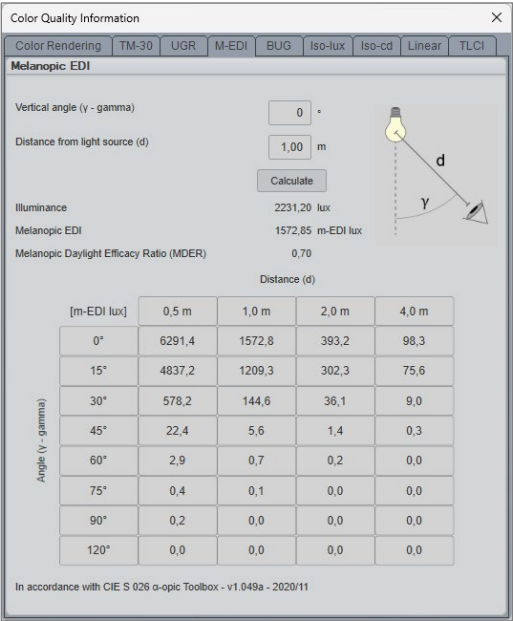 Color Quality Information
Color Rendering TM-30 UGR M-EDI BUG Iso-lux Iso-cd Linear TLCI
Melanopic EDI
Vertical angle (γ - gamma) 0 °
Distance from light source (d) 1,00 m
Calculate
d
γ
Illuminance 2231,20 lux
Melanopic EDI 1572,85 m-EDI lux
Melanopic Daylight Efficacy Ratio (MDER) 0,70
Distance (d)
[m-EDI lux] 0,5 m 1,0 m 2,0 m 4,0 m
0° 6291,4 1572,8 393,2 98,3
15° 4837,2 1209,3 302,3 75,6
30° 578,2 144,6 36,1 9,0
45° 22,4 5,6 1,4 0,3
60° 2,9 0,7 0,2 0,0
75° 0,4 0,1 0,0 0,0
90° 0,2 0,0 0,0 0,0
120° 0,0 0,0 0,0 0,0
Angle (γ - gamma)
In accordance with CIE S 026 α-opic Toolbox - v1.049a - 2020/11